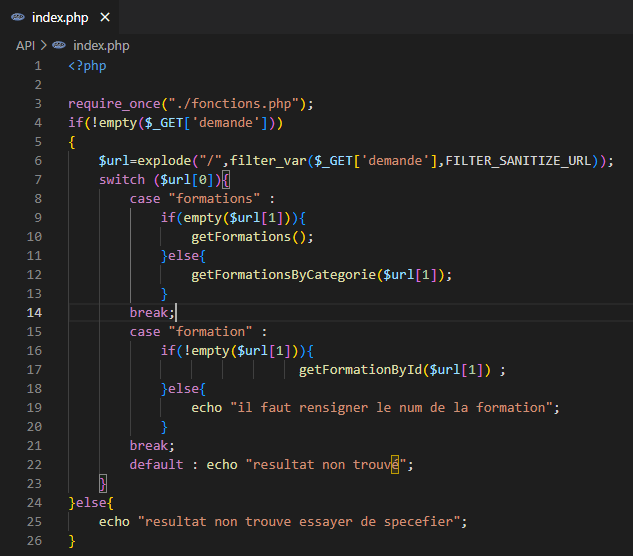 index.php
API > index.php
1 <?php
2
3 require_once("./fonctions.php");
4 if(!empty($_GET['demande']))
5 {
6 $url=explode("/",filter_var($_GET['demande'],FILTER_SANITIZE_URL));
7 switch ($url[0]){
8 case "formations" :
9 if(empty($url[1])){
10 getFormations();
11 }else{
12 getFormationsByCategorie($url[1]);
13 }
14 break;
15 case "formation" :
16 if(!empty($url[1])){
17 getFormationById($url[1]) ;
18 }else{
19 echo "il faut rensigner le num de la formation";
20 }
21 break;
22 default : echo "resultat non trouvé";
23 }
24 }else{
25 echo "resultat non trouve essayer de specefier";
26 }